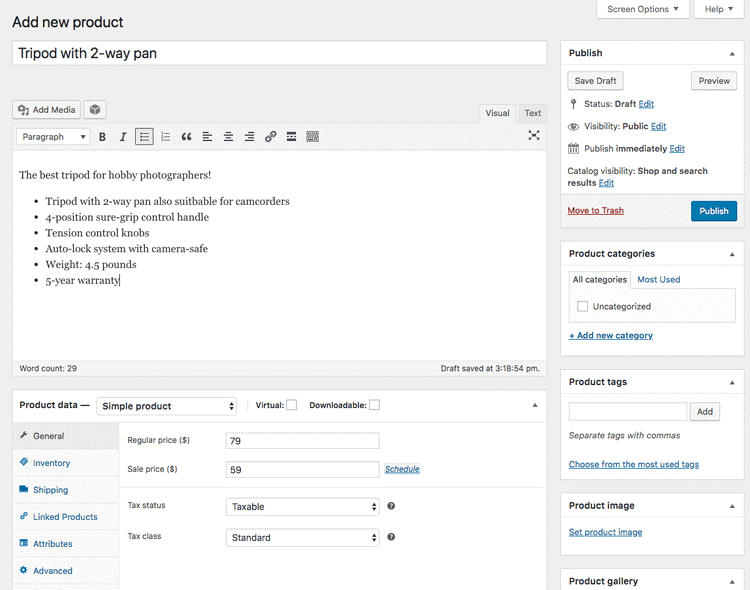 Screen Options
Help
Add new product
Tripod with 2-way pan
Add Media
Visual
Text
Paragraph
B I
The best tripod for hobby photographers!
Tripod with 2-way pan also suitbable for camcorders
4-position sure-grip control handle
Tension control knobs
Auto-lock system with camera-safe
Weight: 4.5 pounds
5-year warranty
Word count: 29
Draft saved at 3:18:54 pm.
Product data —
Simple product
Virtual:
Downloadable:
General
Inventory
Shipping
Linked Products
Attributes
Advanced
Regular price ($)
79
Sale price ($)
59
Schedule
Tax status
Taxable
Tax class
Standard
Publish
Save Draft
Preview
Status: Draft Edit
Visibility: Public Edit
Publish immediately Edit
Catalog visibility: Shop and search
results Edit
Move to Trash
Publish
Product categories
All categories
Most Used
Uncategorized
+ Add new category
Product tags
Add
Separate tags with commas
Choose from the most used tags
Product image
Set product image
Product gallery